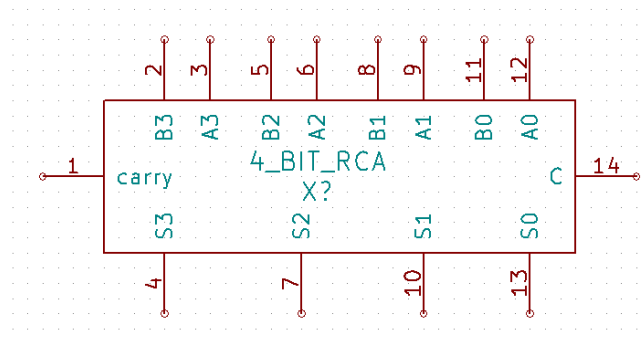 2 3 5 6 8 9 11 12
B3 A3 B2 A2 B1 A1 B0 A0
1 carry 4_BIT_RCA C 14
X?
S3 S2 S1 S0
4 7 10 13